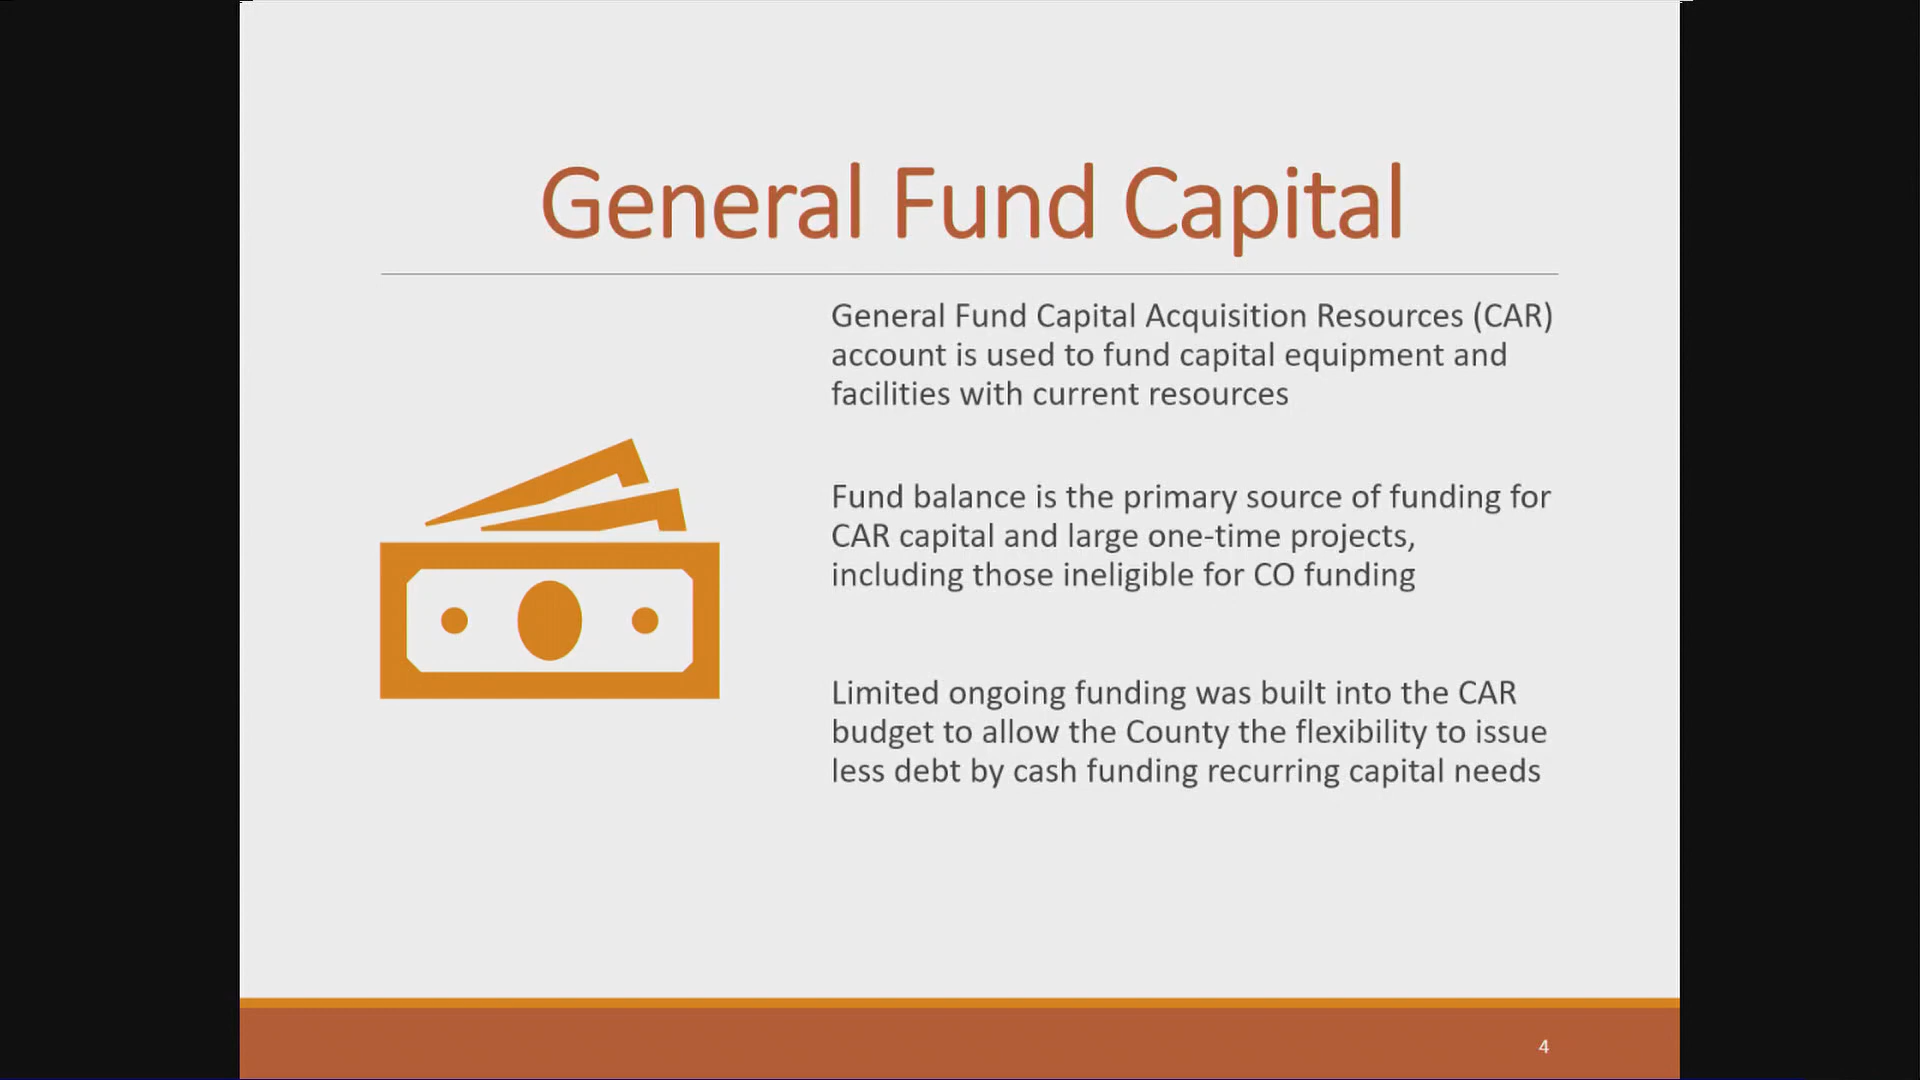 General Fund Capital
General Fund Capital Acquisition Resources (CAR)
account is used to fund capital equipment and
facilities with current resources
Fund balance is the primary source of funding for
CAR capital and large one-time projects,
including those ineligible for CO funding
Limited ongoing funding was built into the CAR
budget to allow the County the flexibility to issue
less debt by cash funding recurring capital needs
4